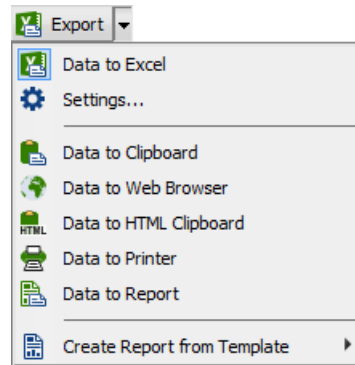 Export
Data to Excel
Settings...
Data to Clipboard
Data to Web Browser
HTML Data to HTML Clipboard
Data to Printer
Data to Report
Create Report from Template